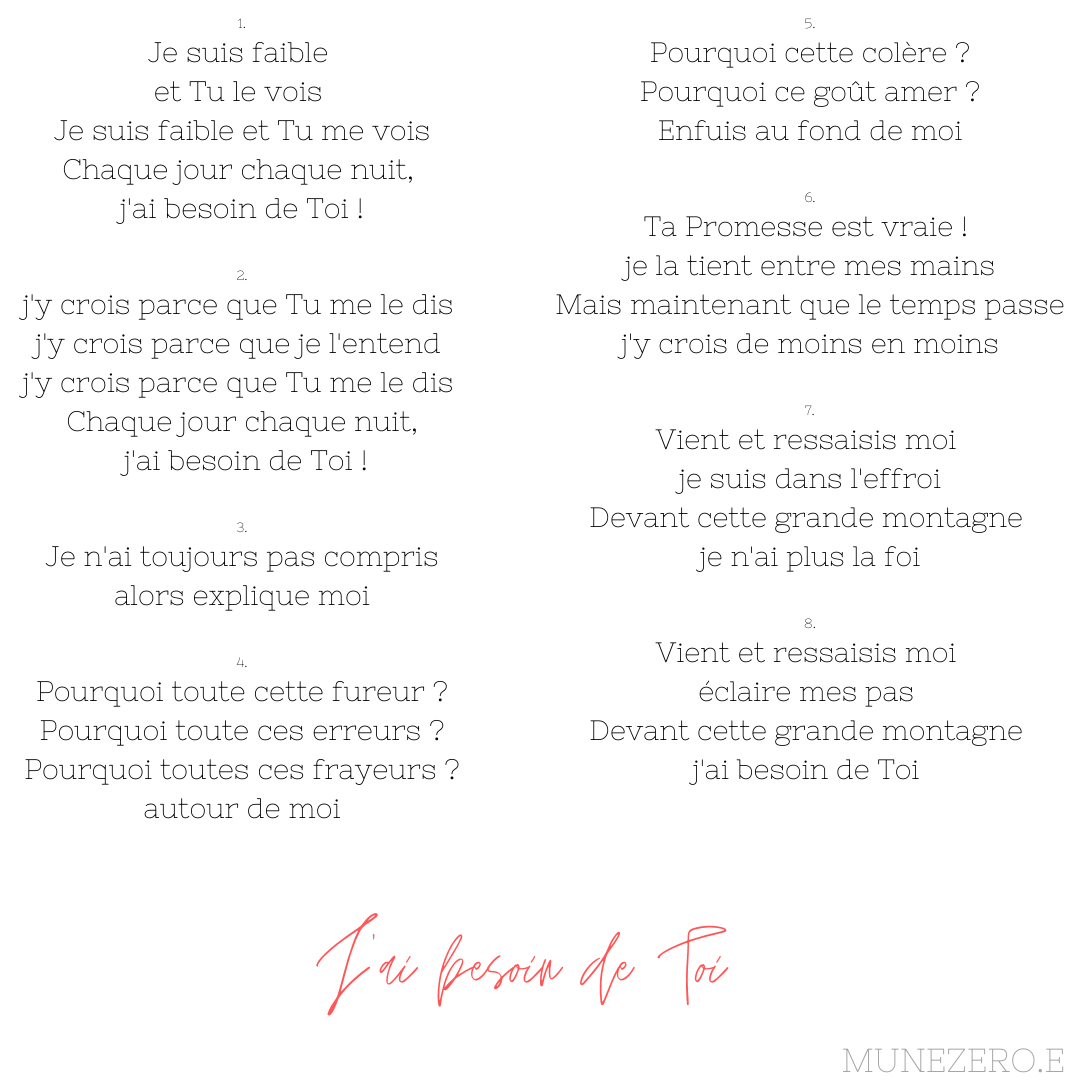 1.
Je suis faible
et Tu le vois
Je suis faible et Tu me vois
Chaque jour chaque nuit,
j'ai besoin de Toi !
2.
j'y crois parce que Tu me le dis
j'y crois parce que je l'entend
j'y crois parce que Tu me le dis
Chaque jour chaque nuit,
j'ai besoin de Toi !
3.
Je n'ai toujours pas compris
alors explique moi
4.
Pourquoi toute cette fureur ?
Pourquoi toute ces erreurs ?
Pourquoi toutes ces frayeurs ?
autour de moi
5.
Pourquoi cette colère ?
Pourquoi ce goût amer ?
Enfuis au fond de moi
6.
Ta Promesse est vraie !
je la tient entre mes mains
Mais maintenant que le temps passe
j'y crois de moins en moins
7.
Vient et ressaisis moi
je suis dans l'effroi
Devant cette grande montagne
je n'ai plus la foi
8.
Vient et ressaisis moi
éclaire mes pas
Devant cette grande montagne
j'ai besoin de Toi
J'ai besoin de Toi
MUNEZERO.E